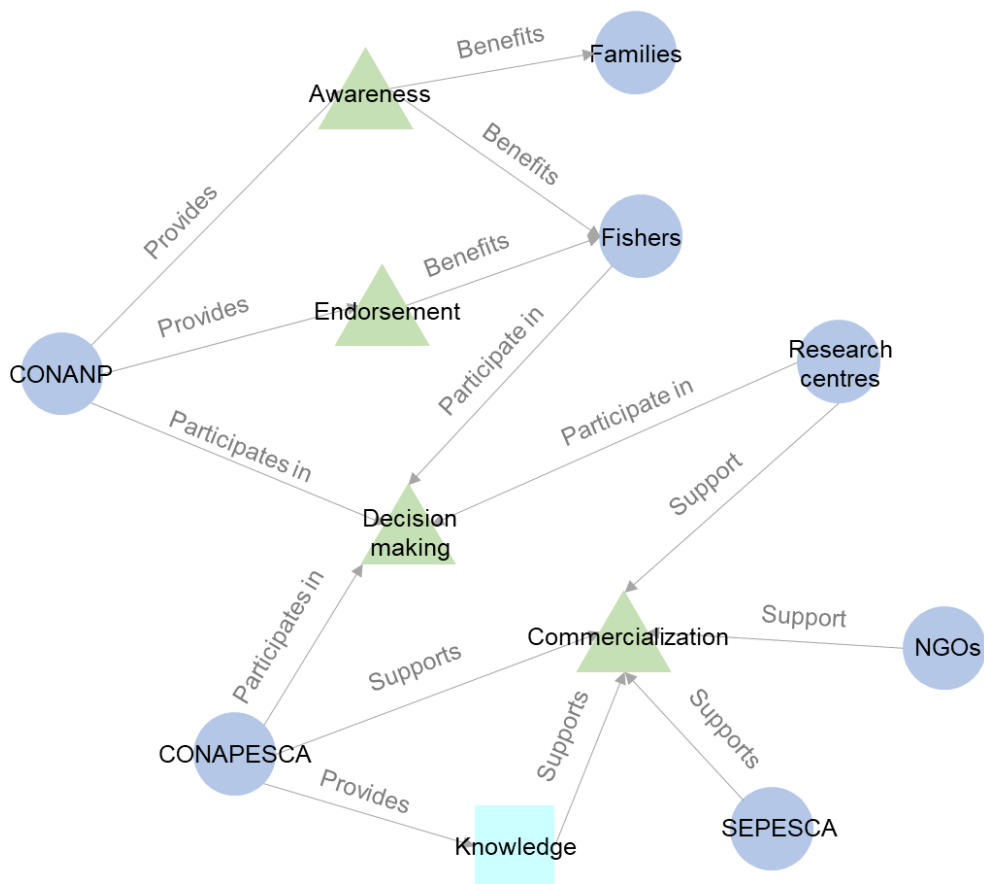 Benefits
Families
Awareness
Benefits
Provides
Fishers
Benefits
Endorsement
Provides
Participate in
CONANP
Research
centres
Participate in
Participates in
Support
Decision
making
Participates in
Support
Commercialization
NGOs
Supports
CONAPESCA
Supports
Supports
Provides
SEPESCA
Knowledge